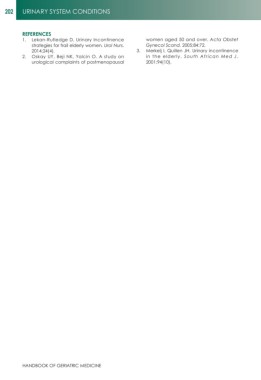 202 URINARY SYSTEM CONDITIONS
REFERENCES
1. Lekan-Rutledge D. Urinary incontinence
strategies for frail elderly women. Urol Nurs.
2014;24(4).
2. Oskay UY, Beji NK, Yalcin O. A study on
urological complaints of postmenopausal
women aged 50 and over. Acta Obstet
Gynecol Scand. 2005;84:72.
3. Merkelj I, Quillen JH. Urinary incontinence
in the elderly. South African Med J.
2001;94(10).
HANDBOOK OF GERIATRIC MEDICINE